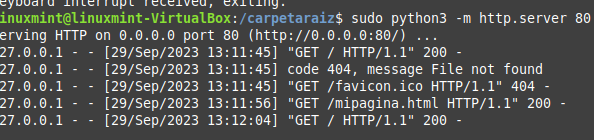 eyboard interrupt received, exiting.
inuxmint@linuxmint-VirtualBox:/carpetaraiz$ sudo python3 -m http.server 80
erving HTTP on 0.0.0.0 port 80 (http://0.0.0.0:80/) ...
27.0.0.1 - - [29/Sep/2023 13:11:45] "GET / HTTP/1.1" 200 -
27.0.0.1 - - [29/Sep/2023 13:11:45] code 404, message File not found
27.0.0.1 - - [29/Sep/2023 13:11:45] "GET /favicon.ico HTTP/1.1" 404 -
27.0.0.1 - - [29/Sep/2023 13:11:56] "GET /mipagina.html HTTP/1.1" 200 -
27.0.0.1 - - [29/Sep/2023 13:12:04] "GET / HTTP/1.1" 200 -